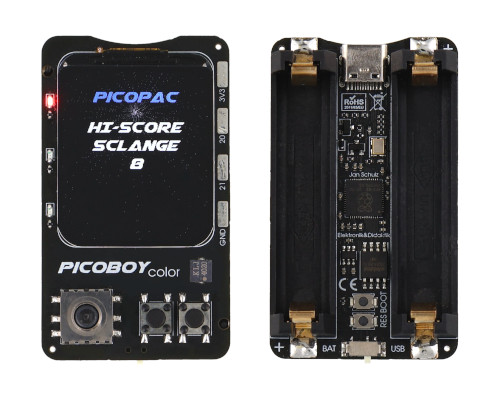 PICOPAC
HI-SCORE
SCLANGE
8
3V3
20
21
GND
PICOBOY color
RoHS
Jan Schulz
Elektronik&Didaktik
CE
RES BOOT
+ BAT USB +